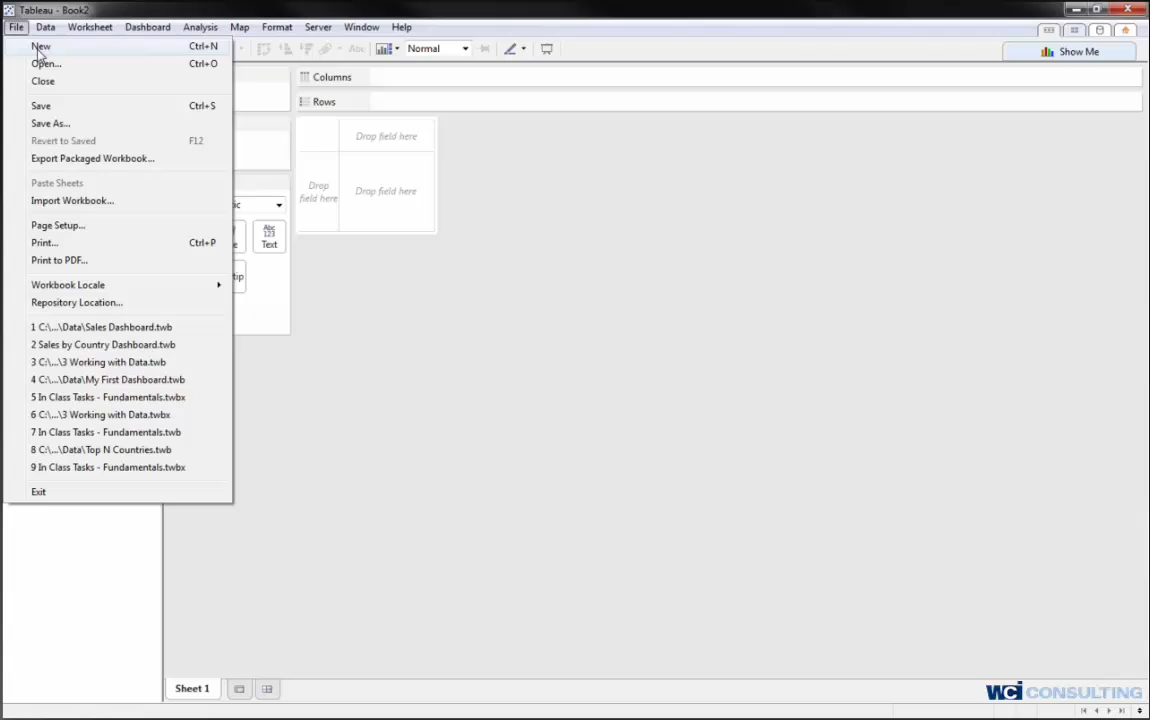 Tableau - Book2
File Data Worksheet Dashboard Analysis Map Format Server Window Help
New Ctrl+N
Open... Ctrl+O
Close
Save Ctrl+S
Save As...
Revert to Saved F12
Export Packaged Workbook...
Paste Sheets
Import Workbook...
Page Setup...
Print... Ctrl+P
Print to PDF...
Workbook Locale
Repository Location...
1 C:\...\Data\Sales Dashboard.twb
2 Sales by Country Dashboard.twb
3 C:\...\3 Working with Data.twb
4 C:\...\Data\My First Dashboard.twb
5 In Class Tasks - Fundamentals.twbx
6 C:\...\3 Working with Data.twbx
7 In Class Tasks - Fundamentals.twb
8 C:\...\Data\Top N Countries.twb
9 In Class Tasks - Fundamentals.twbx
Exit
Abc
Normal
Show Me
Columns
Rows
Drop field here
Drop
field here
Drop field here
ic
Abc
123
Text
e
tip
Sheet 1
WCI CONSULTING